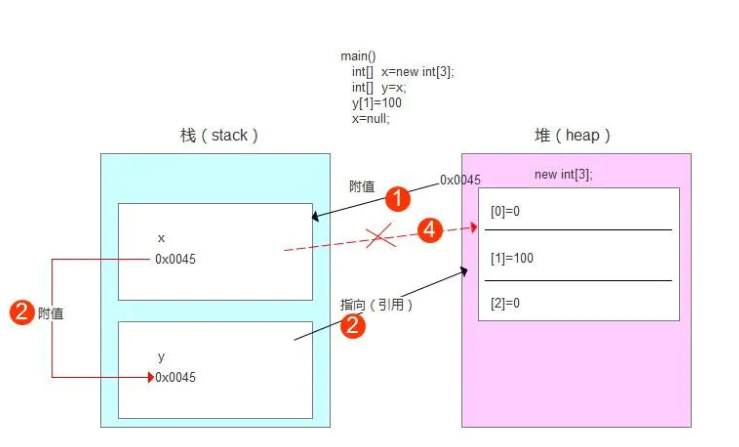 main()
int[]  x=new int[3];
int[]  y=x;
y[1]=100
x=null;
栈 ( stack )
堆 ( heap )
附值
1
0x0045
new int[3];
[0]=0
4
x
0x0045
[1]=100
2
附值
指向 ( 引用 )
2
[2]=0
y
0x0045